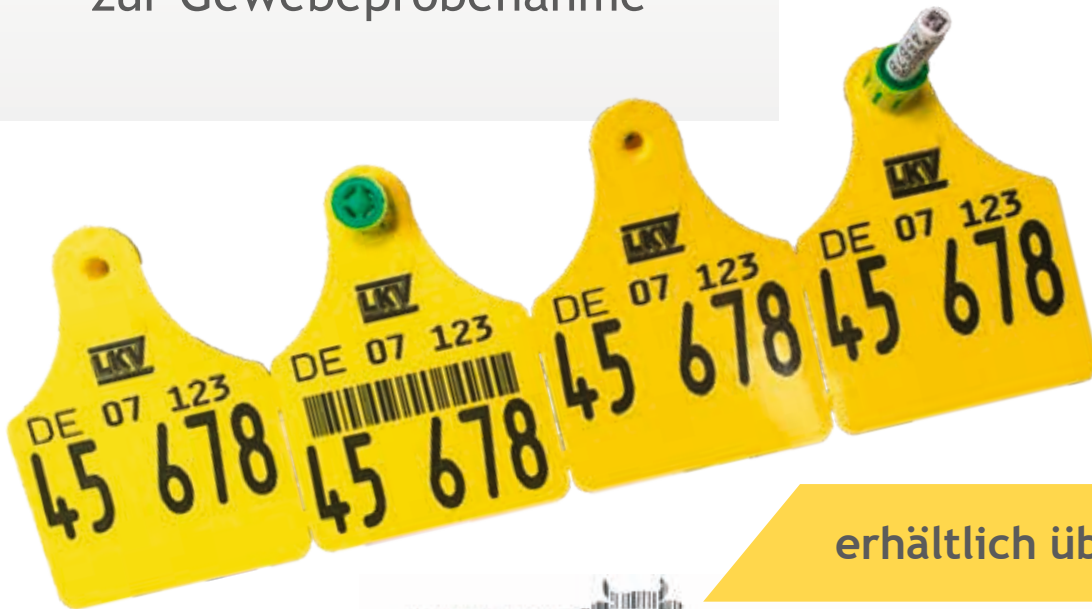 zur Gewebeprobenahme
LKV
DE 07 123
45 678
LKV
DE 07 123
45 678
LKV
DE 07 123
45 678
LKV
DE 07 123
45 678
erhältlich üb